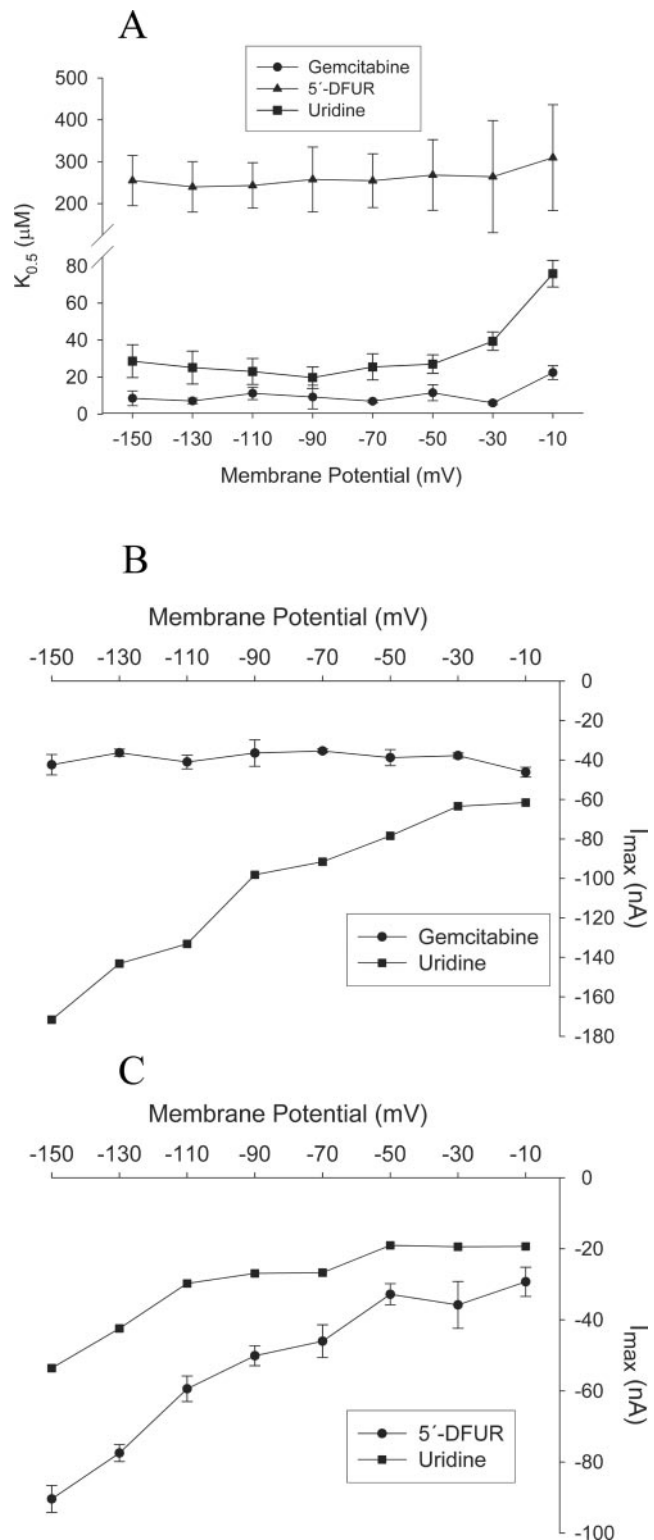 A
Gemcitabine
5´-DFUR
Uridine
500
400
300
200
80
60
40
20
0
K0.5 (μM)
-150 -130 -110 -90 -70 -50 -30 -10
Membrane Potential (mV)
B
Membrane Potential (mV)
-150 -130 -110 -90 -70 -50 -30 -10
0
-20
-40
-60
-80
-100
-120
-140
-160
-180
Imax (nA)
Gemcitabine
Uridine
C
Membrane Potential (mV)
-150 -130 -110 -90 -70 -50 -30 -10
0
-20
-40
-60
-80
-100
Imax (nA)
5´-DFUR
Uridine